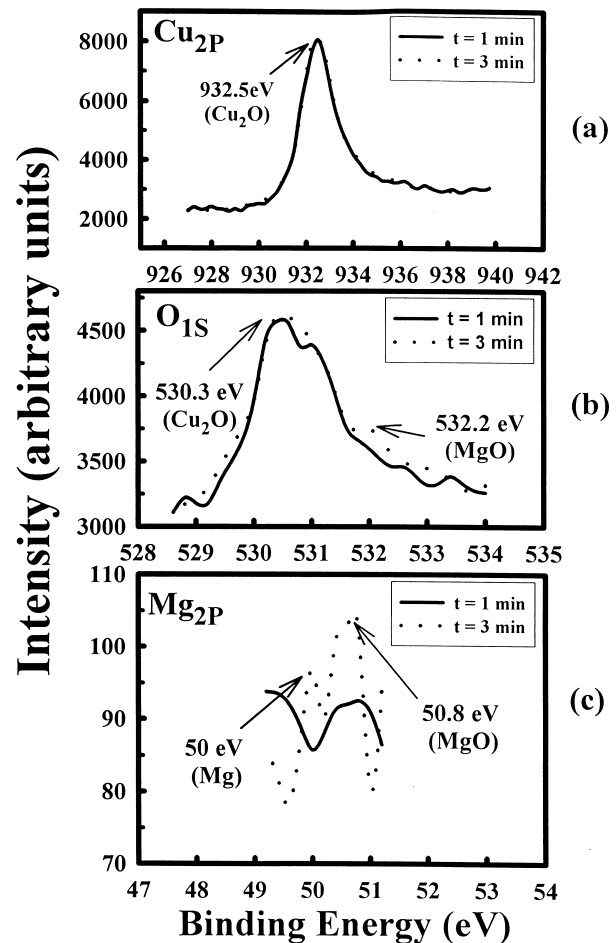 Cu2P
t = 1 min
t = 3 min
932.5eV
(Cu2O)
(a)
8000
6000
4000
2000
926 928 930 932 934 936 938 940 942
O1S
t = 1 min
t = 3 min
530.3 eV
(Cu2O)
532.2 eV
(MgO)
(b)
4500
4000
3500
3000
528 529 530 531 532 533 534 535
Mg2P
t = 1 min
t = 3 min
50 eV
(Mg)
50.8 eV
(MgO)
(c)
110
100
90
80
70
47 48 49 50 51 52 53 54
Binding Energy (eV)
Intensity (arbitrary units)